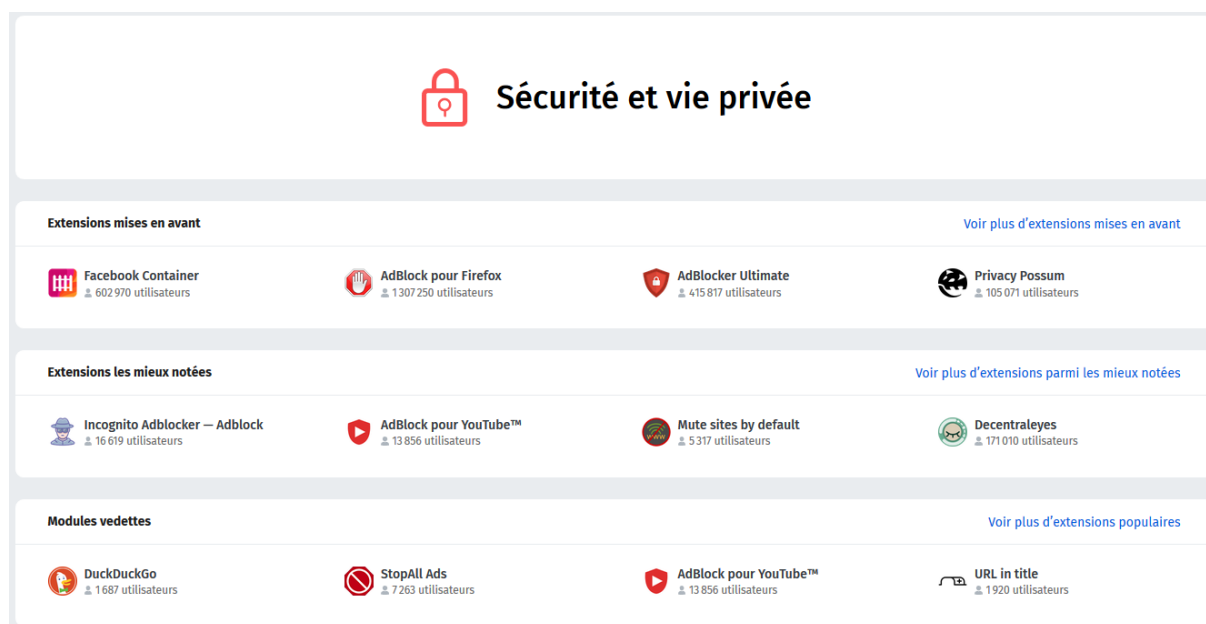 Sécurité et vie privée
Extensions mises en avant
Voir plus d’extensions mises en avant
Facebook Container
602 970 utilisateurs
AdBlock pour Firefox
1 307 250 utilisateurs
AdBlocker Ultimate
415 817 utilisateurs
Privacy Possum
105 071 utilisateurs
Extensions les mieux notées
Voir plus d’extensions parmi les mieux notées
Incognito Adblocker — Adblock
16 619 utilisateurs
AdBlock pour YouTube™
13 856 utilisateurs
www
Mute sites by default
5 317 utilisateurs
Decentraleyes
171 010 utilisateurs
Modules vedettes
Voir plus d’extensions populaires
DuckDuckGo
1 687 utilisateurs
StopAll Ads
7 263 utilisateurs
AdBlock pour YouTube™
13 856 utilisateurs
URL in title
1 920 utilisateurs